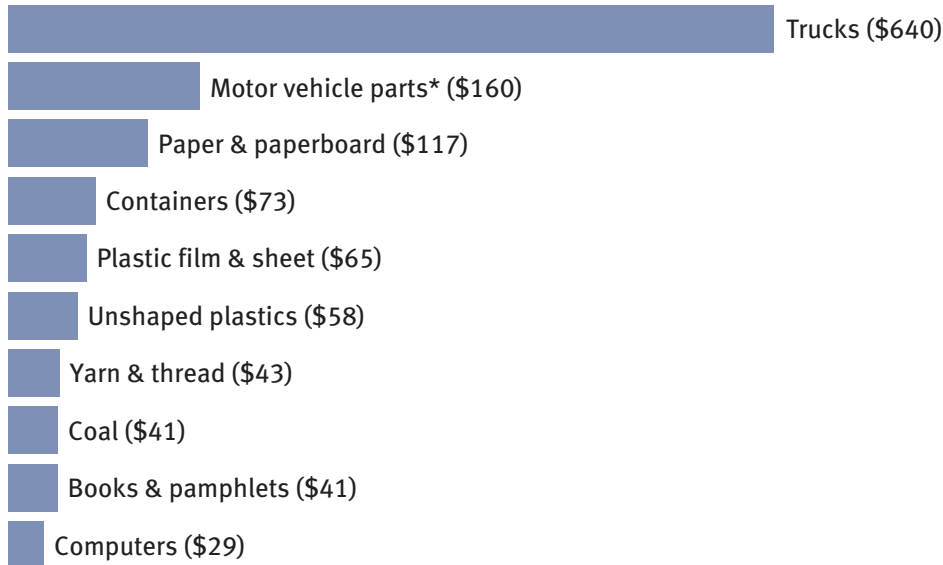 Trucks ($640)
Motor vehicle parts* ($160)
Paper & paperboard ($117)
Containers ($73)
Plastic film & sheet ($65)
Unshaped plastics ($58)
Yarn & thread ($43)
Coal ($41)
Books & pamphlets ($41)
Computers ($29)